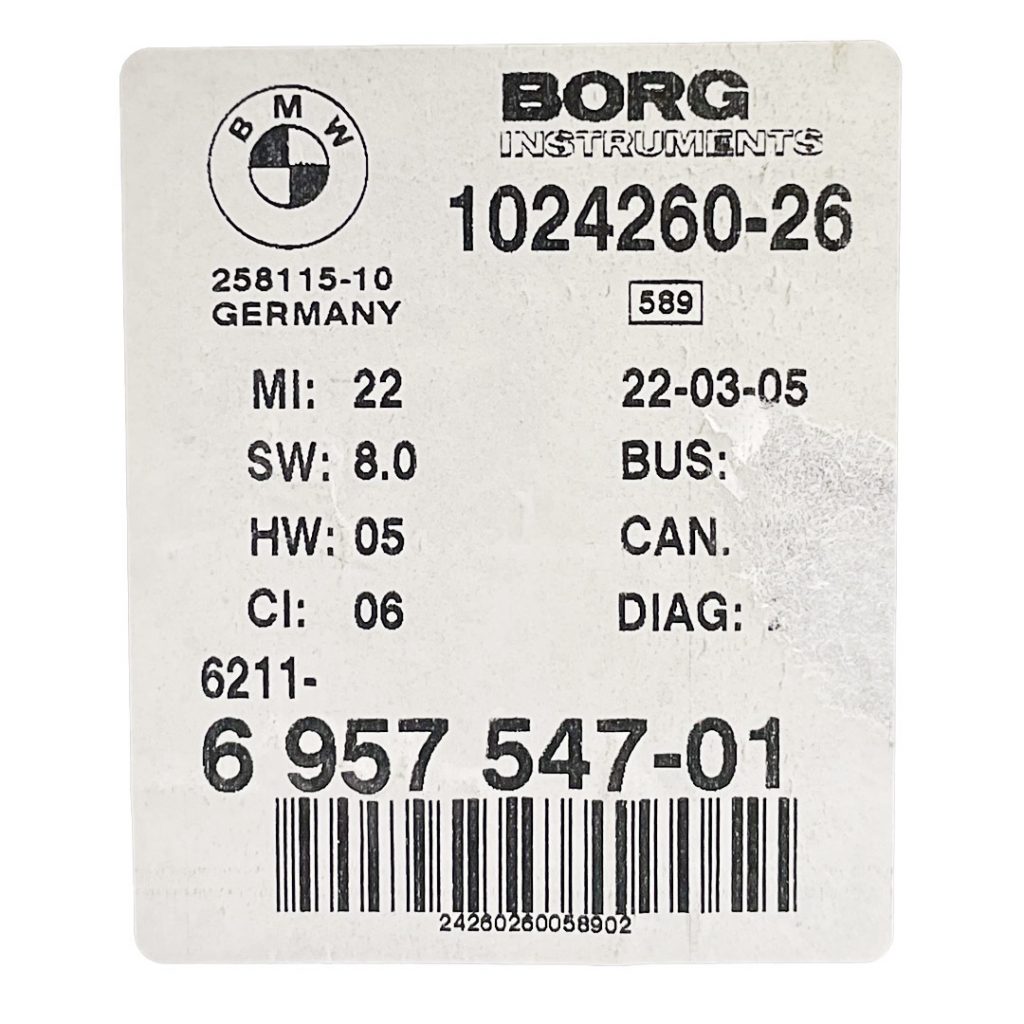 BMW
BORG
INSTRUMENTS
1024260-26
258115-10
GERMANY
589
MI: 22
22-03-05
SW: 8.0
BUS:
HW: 05
CAN.
CI: 06
DIAG:
6211-
6 957 547-01
24260260058902